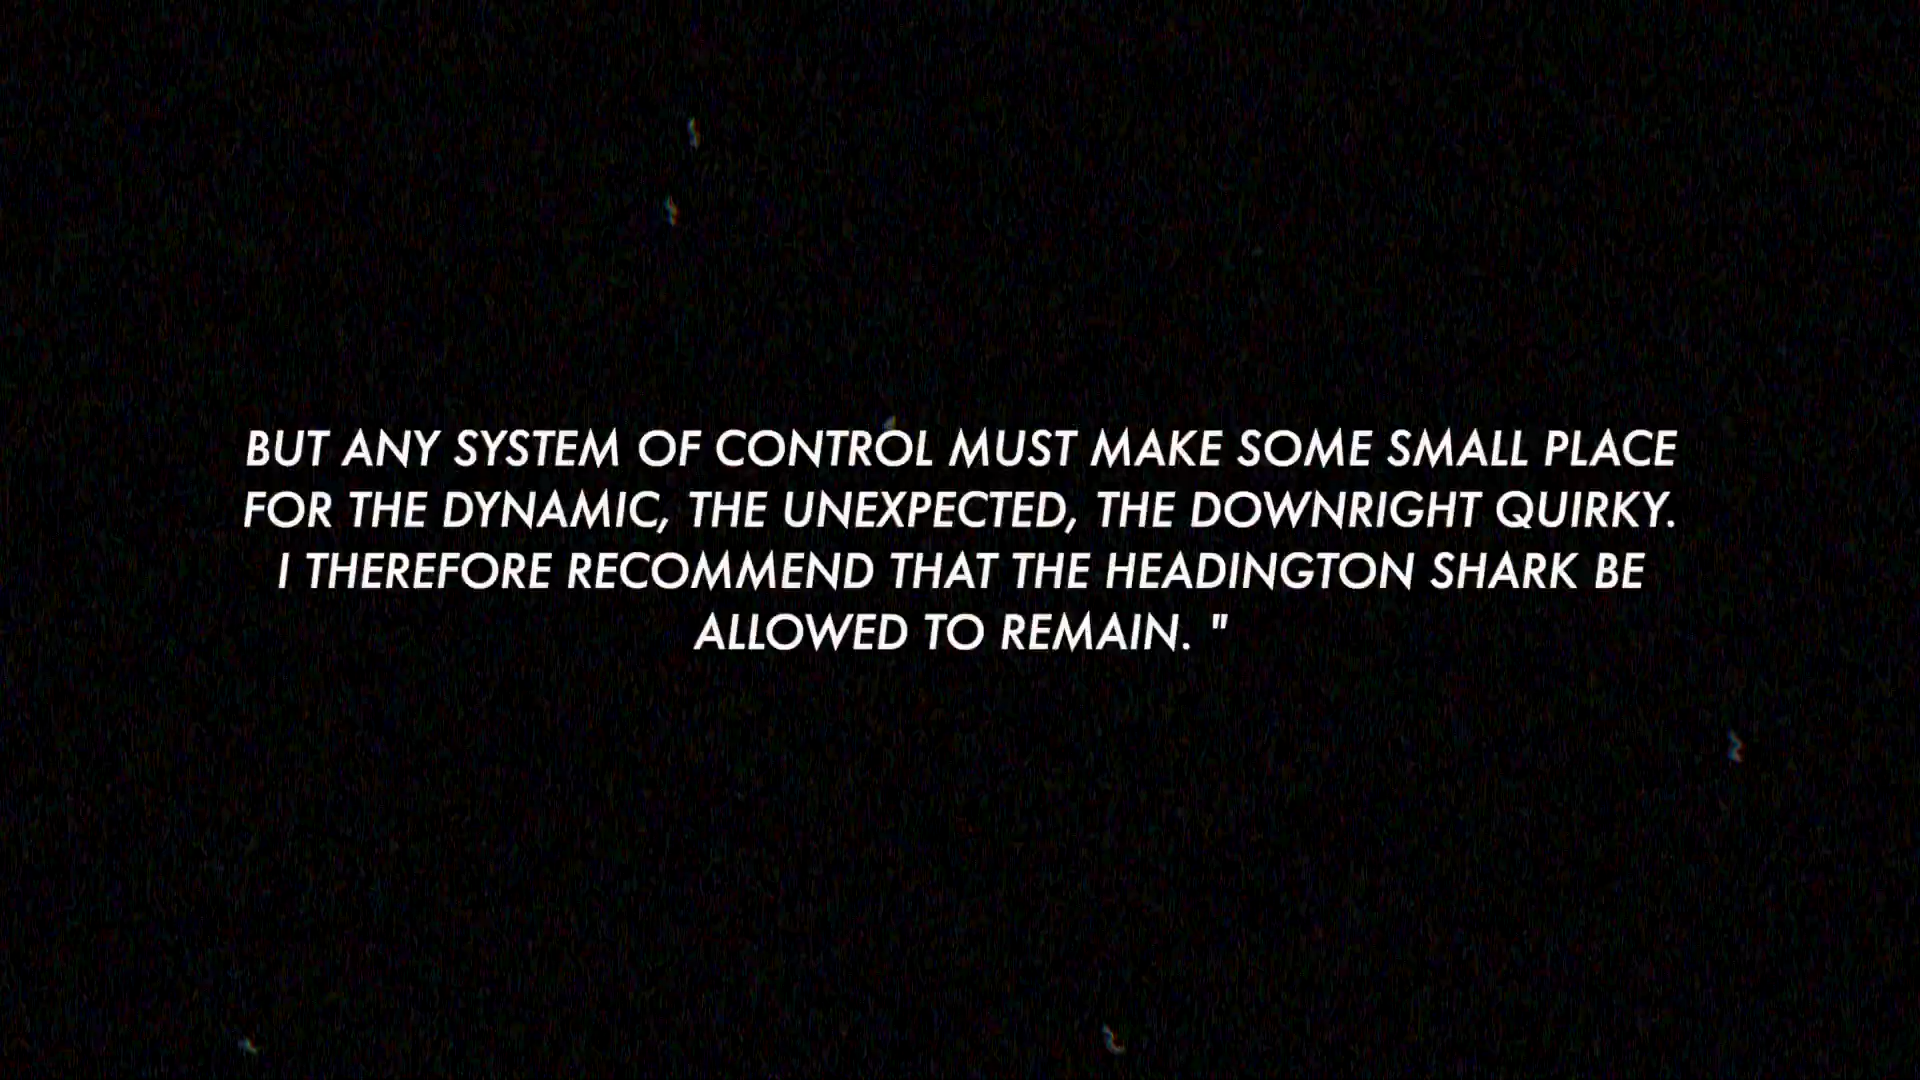 BUT ANY SYSTEM OF CONTROL MUST MAKE SOME SMALL PLACE
FOR THE DYNAMIC, THE UNEXPECTED, THE DOWNRIGHT QUIRKY.
I THEREFORE RECOMMEND THAT THE HEADINGTON SHARK BE
ALLOWED TO REMAIN. "